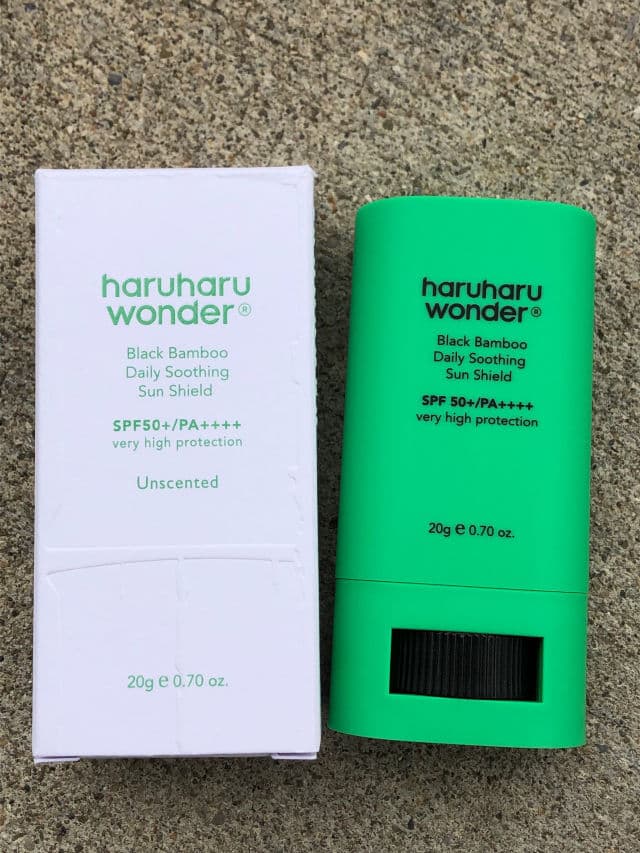 haruharu
wonder®
Black Bamboo
Daily Soothing
Sun Shield
SPF50+/PA++++
very high protection
Unscented
20g e 0.70 oz.
haruharu
wonder®
Black Bamboo
Daily Soothing
Sun Shield
SPF 50+/PA++++
very high protection
20g e 0.70 oz.